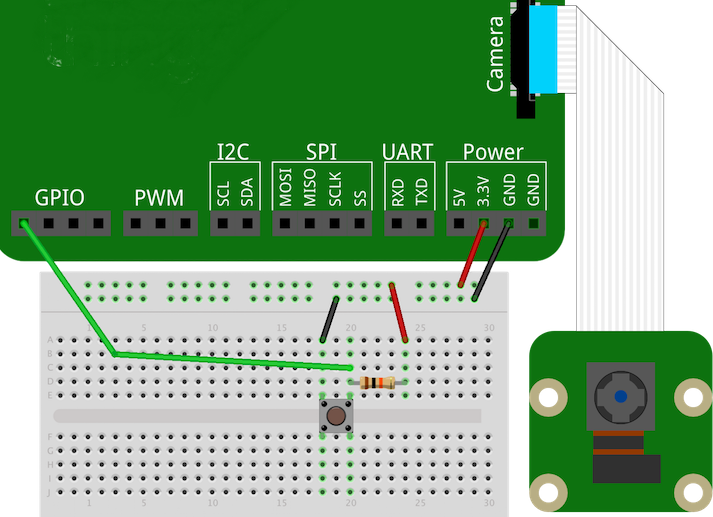 Camera
I2C SPI UART Power
GPIO PWM SCL SDA MOSI MISO SCLK SS RXD TXD 5V 3.3V GND GND
1 5 10 15 20 25 30
A
B
C
D
E
F
G
H
I
J
1 5 10 15 20 25 30